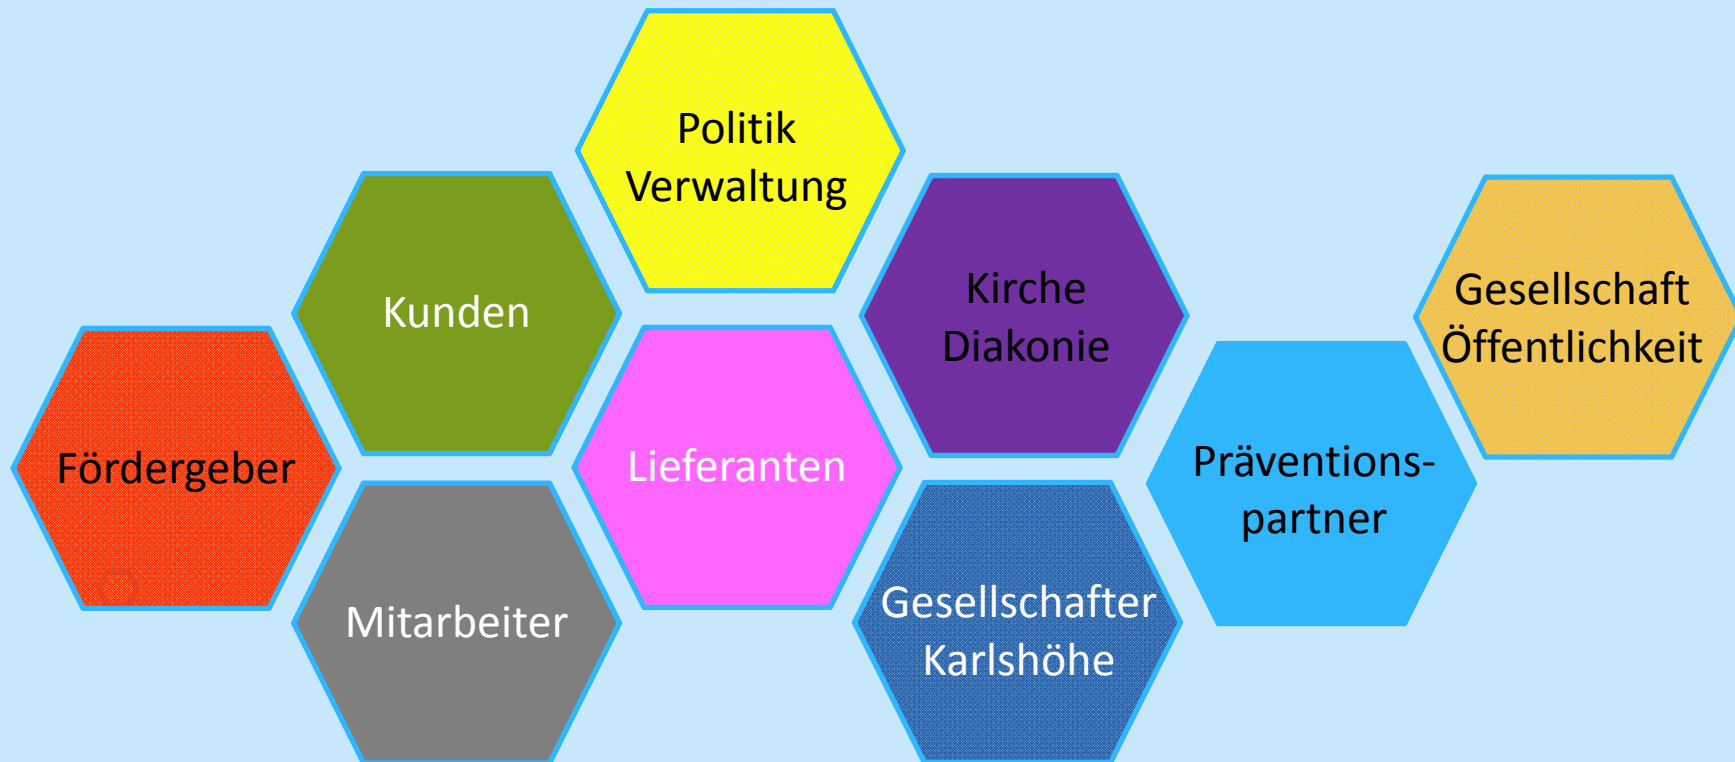 Politik
Verwaltung
Kunden
Kirche
Diakonie
Gesellschaft
Öffentlichkeit
Fördergeber
Lieferanten
Präventions-
partner
Mitarbeiter
Gesellschafter
Karlshöhe